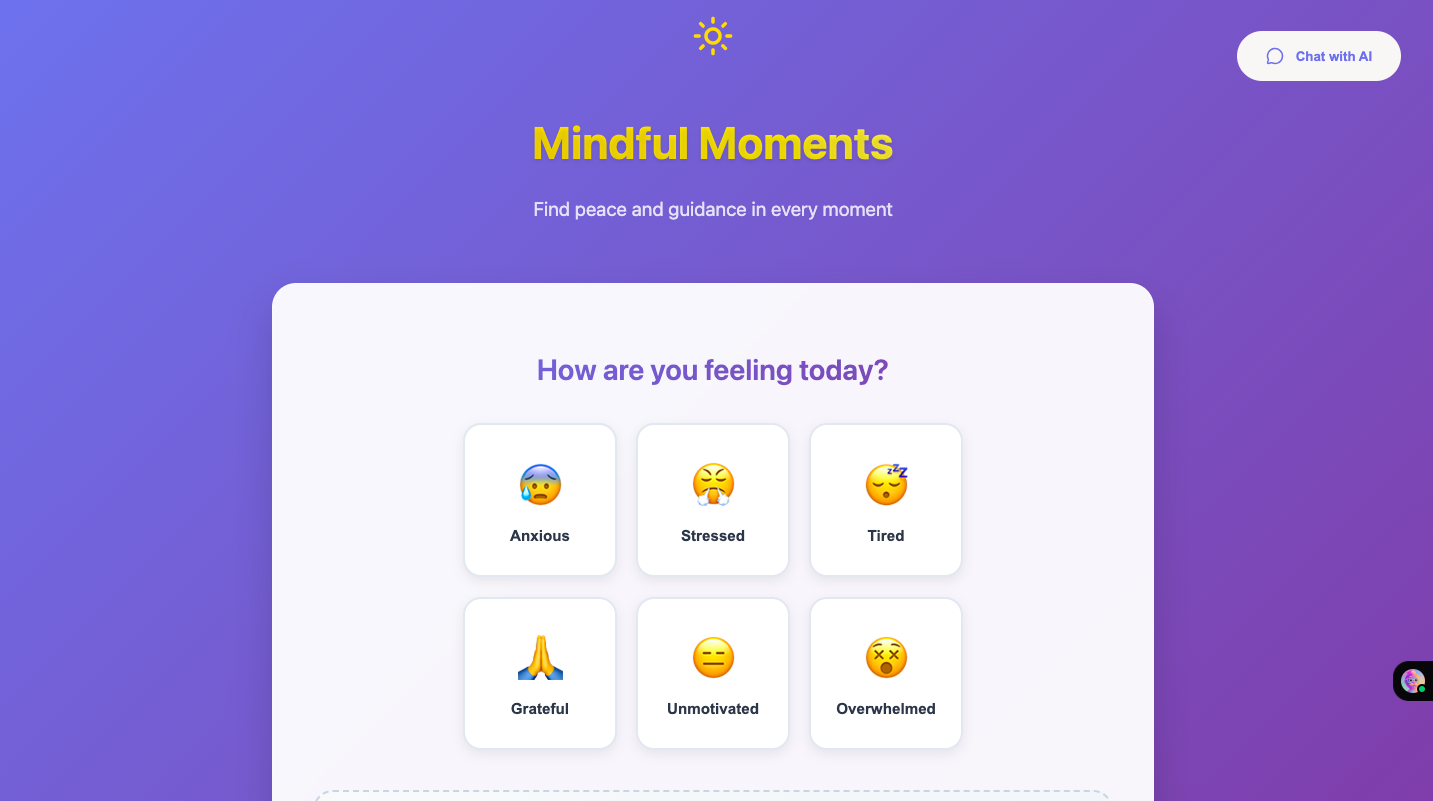 Chat with AI
Mindful Moments
Find peace and guidance in every moment
How are you feeling today?
Anxious
Stressed
Tired
Grateful
Unmotivated
Overwhelmed